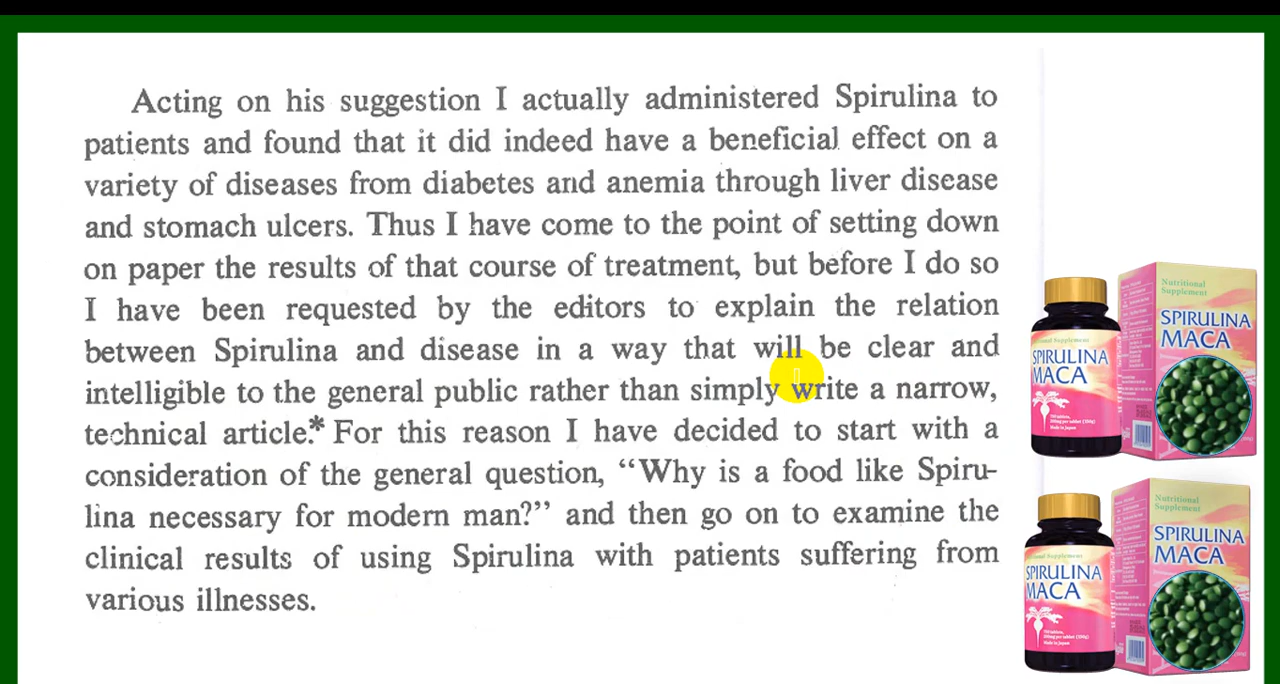 Acting on his suggestion I actually administered Spirulina to
patients and found that it did indeed have a beneficial effect on a
variety of diseases from diabetes and anemia through liver disease
and stomach ulcers. Thus I have come to the point of setting down
on paper the results of that course of treatment, but before I do so
I have been requested by the editors to explain the relation
between Spirulina and disease in a way that will be clear and
intelligible to the general public rather than simply write a narrow,
technical article.* For this reason I have decided to start with a
consideration of the general question, “Why is a food like Spiru-
lina necessary for modern man?” and then go on to examine the
clinical results of using Spirulina with patients suffering from
various illnesses.
Nutritional
Supplement
SPIRULINA
MACA
SPIRULINA
MACA
Made in Japan
Nutritional
Supplement
SPIRULINA
MACA
SPIRULINA
MACA
Made in Japan